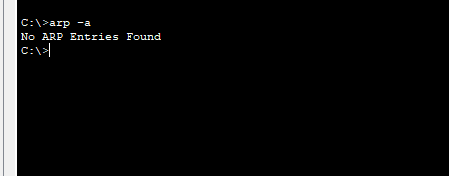 C:\>arp -a
No ARP Entries Found
C:\>